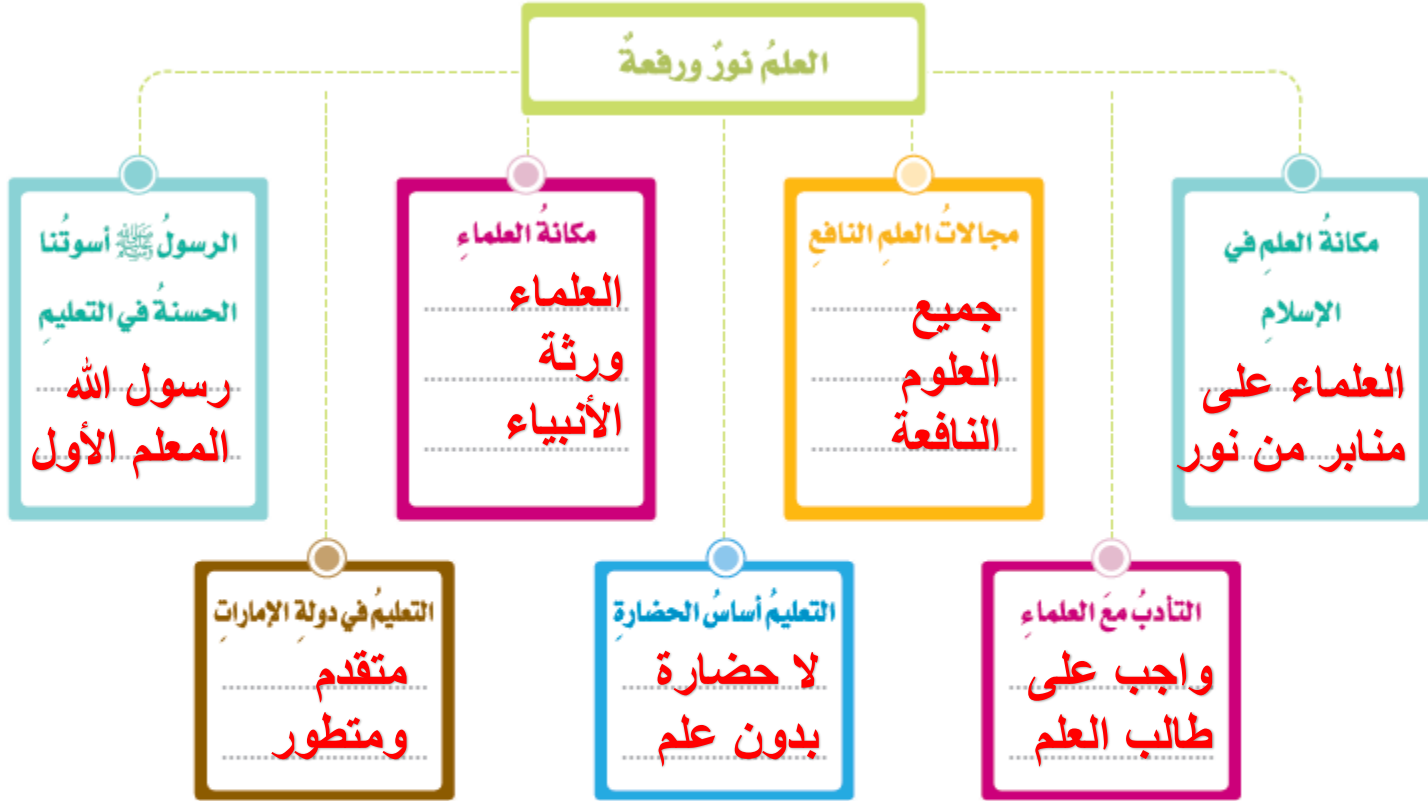 العلمُ نورٌ ورفعةٌ
مكانةُ العلمِ في
الإسلامِ
العلماء على
منابر من نور
مجالاتُ العلمِ النافعِ
جميع
العلوم
النافعة
مكانةُ العلماءِ
العلماء
ورثة
الأنبياء
الرسولُ ﷺ أسوتُنا
الحسنةُ في التعليمِ
رسول الله
المعلم الأول
التأدبُ معَ العلماءِ
واجب على
طالب العلم
التعليمُ أساسُ الحضارةِ
لا حضارة
بدون علم
التعليمُ في دولةِ الإماراتِ
متقدم
ومتطور